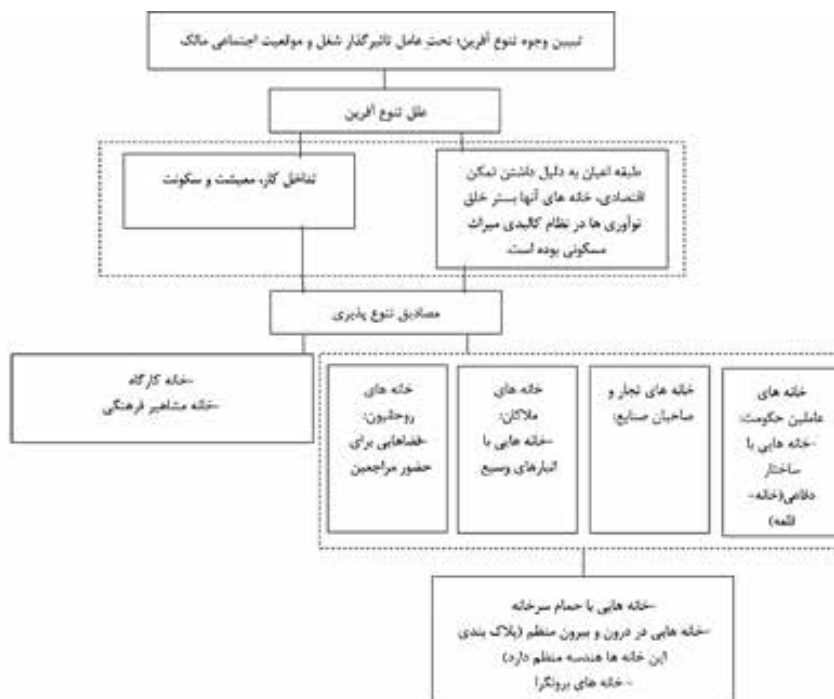 تبیین وجوه تنوع آفرین؛ تحت عامل تاثیرگذار شغل و موقعیت اجتماعی مالک
علل تنوع آفرین
طبقه اعیان به دلیل داشتن تمکن
اقتصادی، خانه های آنها بستر خلق
نوآوری ها در نظام کالبدی میراث
مسکونی بوده است.
تداخل کار، معیشت و سکونت
مصادیق تنوع پذیری
خانه های
عاملین حکومت:
-خانه هایی با
ساختار
دفاعی(خانه-
قلعه)
خانه های تجار و
صاحبان صنایع:
خانه های
ملاکان:
-خانه هایی با
انبارهای وسیع
خانه های
روحانیون:
-فضاهایی برای
حضور مراجعین
-خانه کارگاه
-خانه مشاهیر فرهنگی
-خانه هایی با حمام سرخانه
-خانه هایی در درون و بیرون منظم (پلاک بندی
این خانه ها هندسه منظم دارد)
- خانه های برونگرا